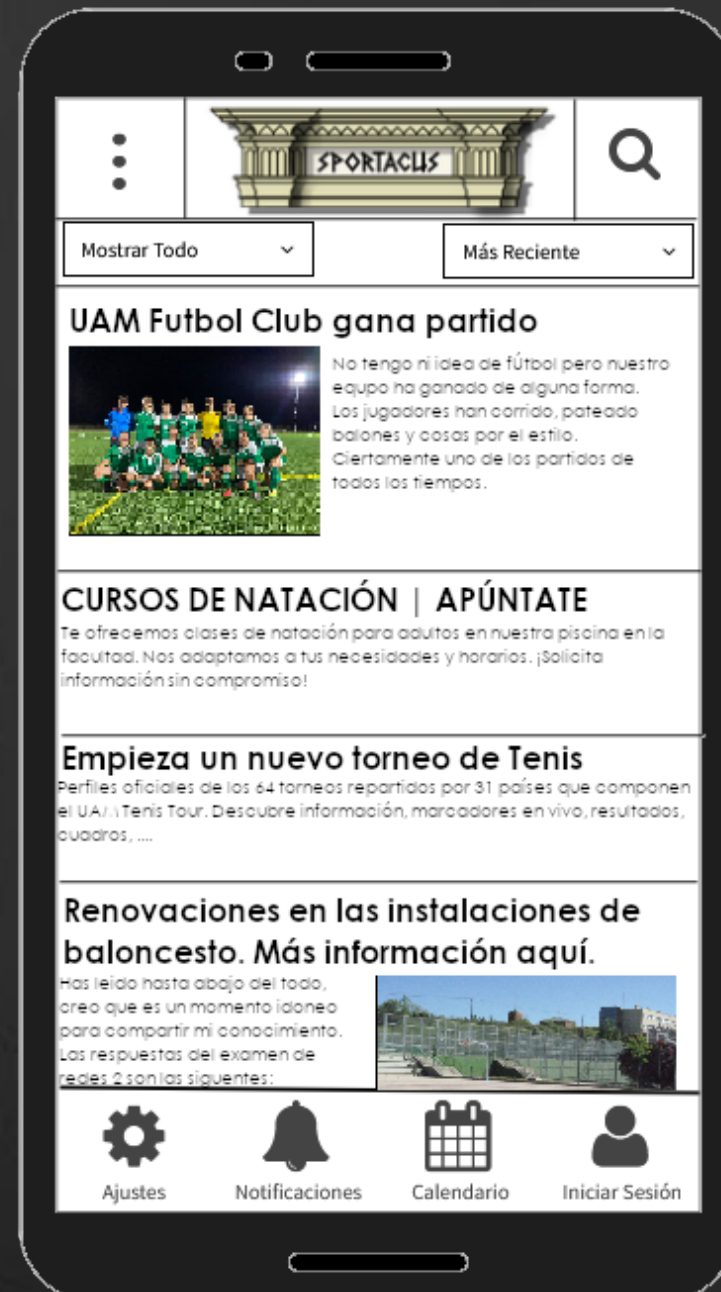 SPORTACUS
Mostrar Todo
Más Reciente
UAM Futbol Club gana partido
No tengo ni idea de fútbol pero nuestro
equpo ha ganado de alguna forma.
Los jugadores han corrido, pateado
balones y cosas por el estilo.
Ciertamente uno de los partidos de
todos los tiempos.
CURSOS DE NATACIÓN | APÚNTATE
Te ofrecemos clases de natación para adultos en nuestra piscina en la
facultad. Nos adaptamos a tus necesidades y horarios. ¡Solicita
información sin compromiso!
Empieza un nuevo torneo de Tenis
Perfiles oficiales de los 64 torneos repartidos por 31 países que componen
el UAM Tenis Tour. Descubre información, marcadores en vivo, resultados,
cuadros, ....
Renovaciones en las instalaciones de
baloncesto. Más información aquí.
Has leido hasta abajo del todo,
creo que es un momento idoneo
para compartir mi conocimiento.
Las respuestas del examen de
redes 2 son las siguentes:
Ajustes
Notificaciones
Calendario
Iniciar Sesión